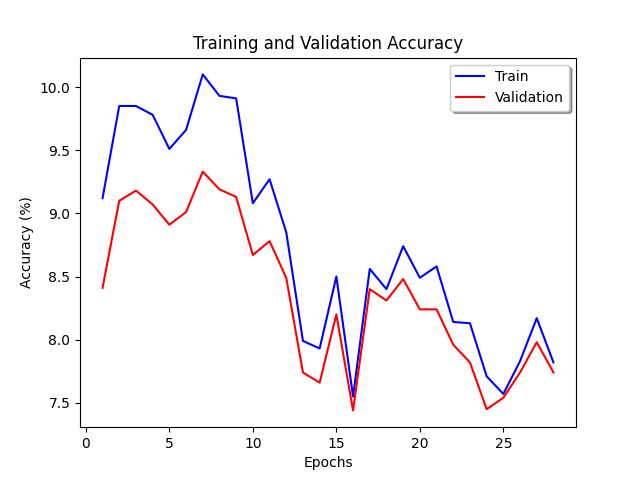 Training and Validation Accuracy
Train
Validation
Accuracy (%)
10.0
9.5
9.0
8.5
8.0
7.5
0 5 10 15 20 25
Epochs